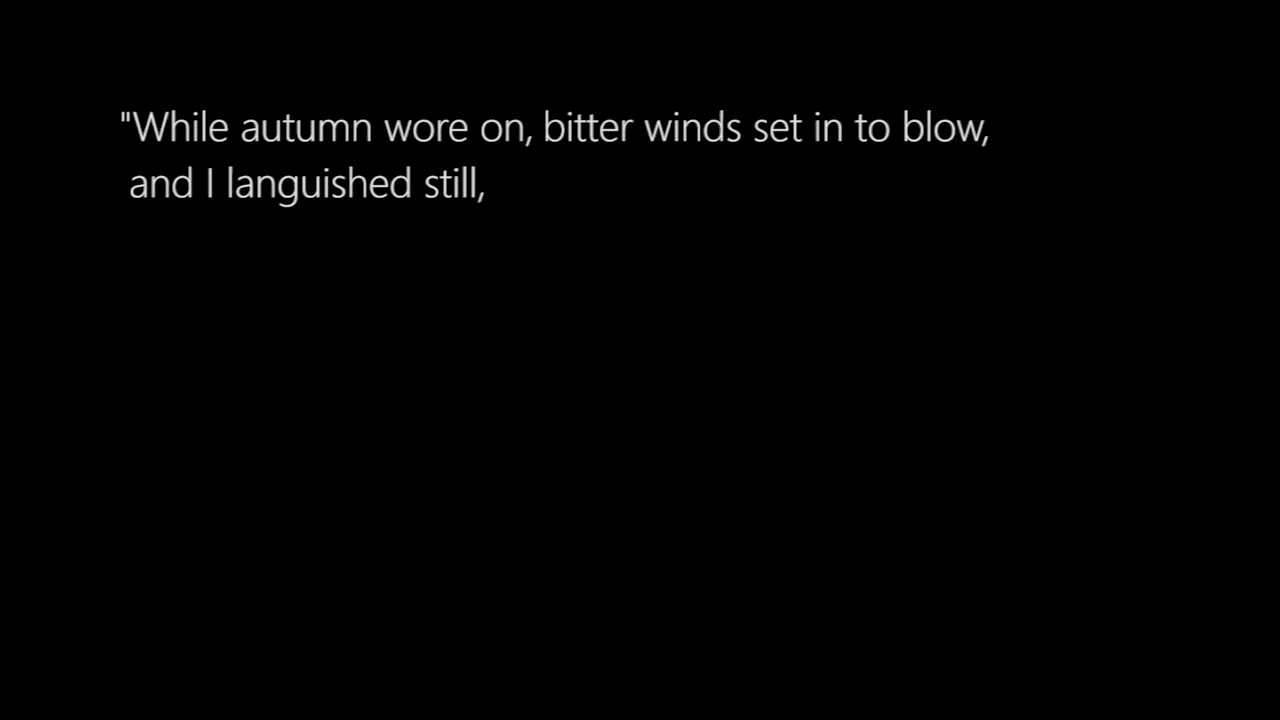 "While autumn wore on, bitter winds set in to blow,
and I languished still,